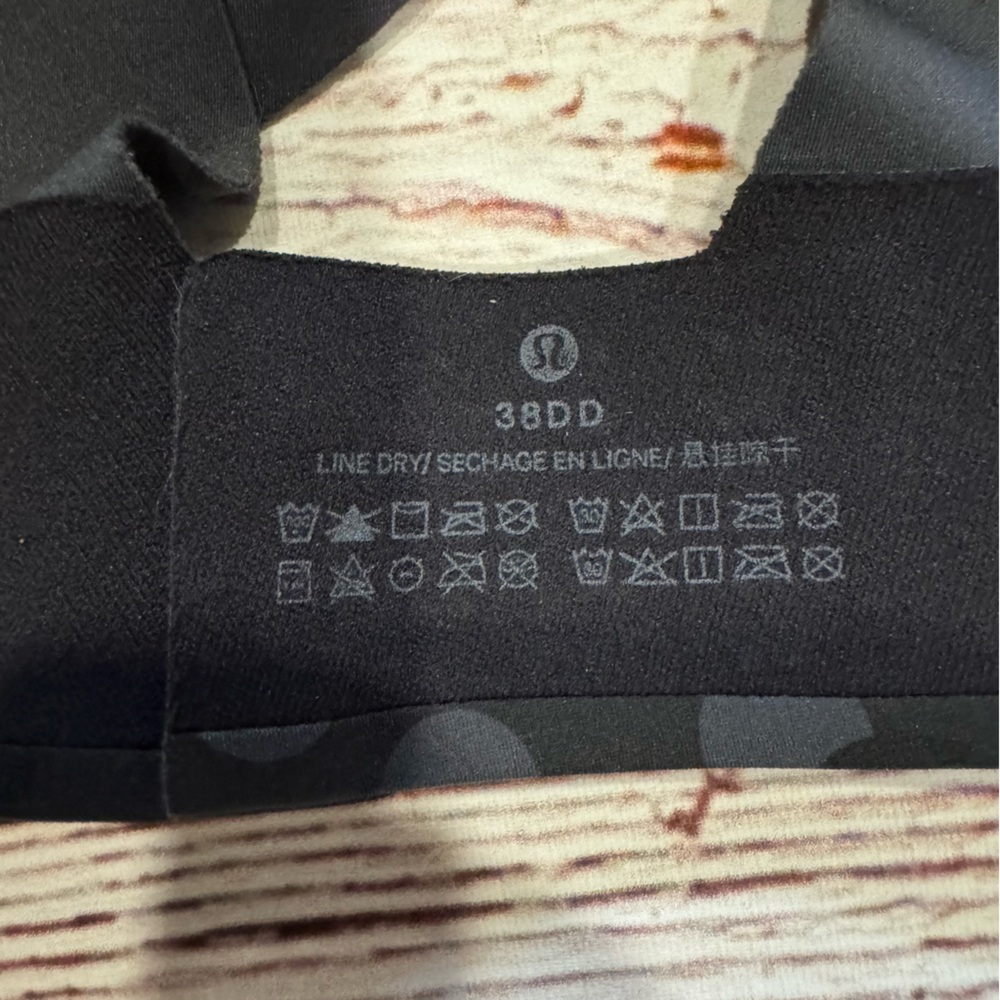 38DD
LINE DRY/ SECHAGE EN LIGNE/ 悬挂晾干